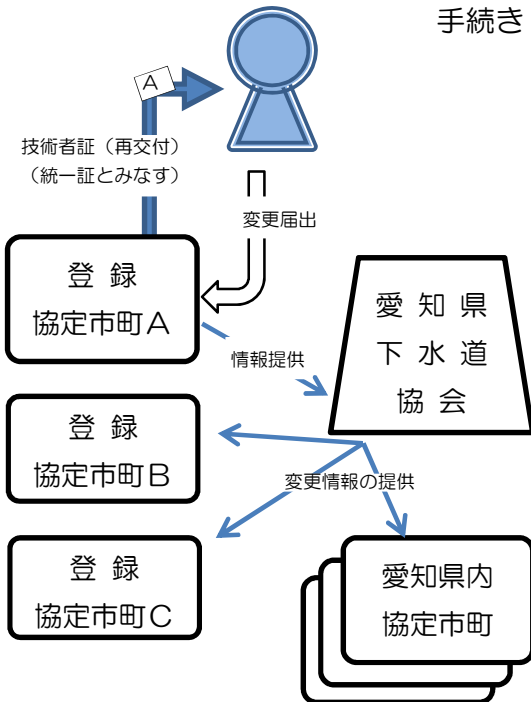 手続き
A
技術者証（再交付）
（統一証とみなす）
変更届出
登 録
協定市町A
愛 知 県
下 水 道
協 会
情報提供
登 録
協定市町B
変更情報の提供
登 録
協定市町C
愛知県内
協定市町